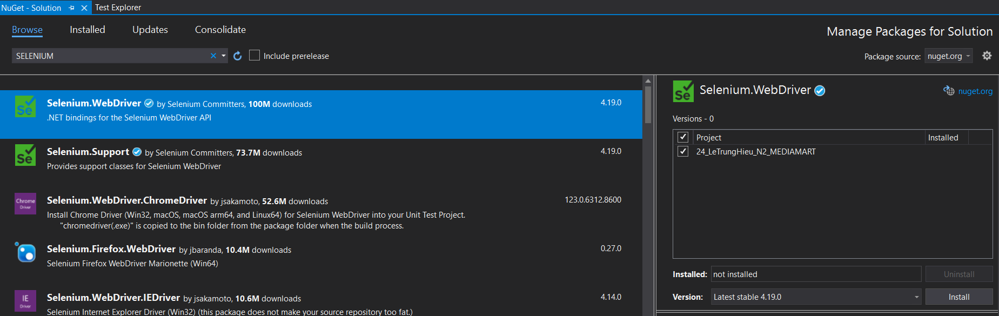 NuGet - Solution
Test Explorer
Browse Installed Updates Consolidate
Manage Packages for Solution
SELENIUM
Include prerelease
Package source: nuget.org
Selenium.WebDriver by Selenium Committers, 100M downloads 4.19.0
.NET bindings for the Selenium WebDriver API
Selenium.Support by Selenium Committers, 73.7M downloads 4.19.0
Provides support classes for Selenium WebDriver
Chrome
Driver
Selenium.WebDriver.ChromeDriver by jsakamoto, 52.6M downloads 123.0.6312.8600
Install Chrome Driver (Win32, macOS, macOS arm64, and Linux64) for Selenium WebDriver into your Unit Test Project.
"chromedriver(.exe)" is copied to the bin folder from the package folder when the build process.
Selenium.Firefox.WebDriver by jbaranda, 10.4M downloads 0.27.0
Selenium Firefox WebDriver Marionette (Win64)
IE
Driver
Selenium.WebDriver.IEDriver by jsakamoto, 10.6M downloads 4.14.0
Selenium Internet Explorer Driver (Win32) (this package does not make your source repository too fat.)
Se
Se
Se
Selenium.WebDriver
nuget.org
Versions - 0
Project Installed
24_LeTrungHieu_N2_MEDIAMART
Installed: not installed Uninstall
Version: Latest stable 4.19.0 Install